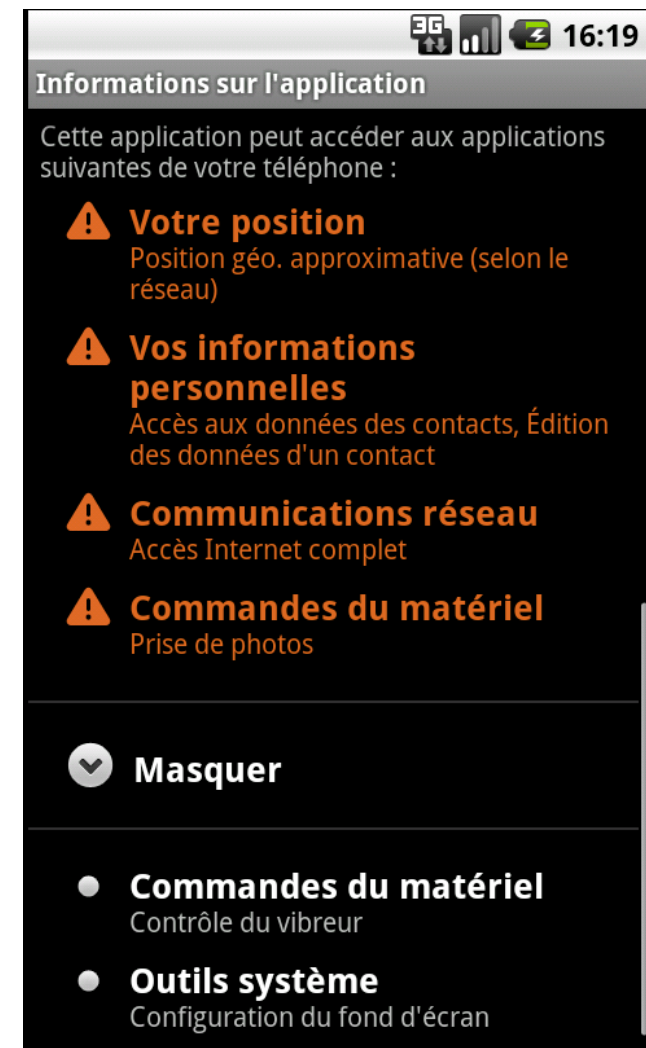 3G 16:19
Informations sur l'application
Cette application peut accéder aux applications
suivantes de votre téléphone :
Votre position
Position géo. approximative (selon le
réseau)
Vos informations
personnelles
Accès aux données des contacts, Édition
des données d'un contact
Communications réseau
Accès Internet complet
Commandes du matériel
Prise de photos
Masquer
Commandes du matériel
Contrôle du vibreur
Outils système
Configuration du fond d'écran